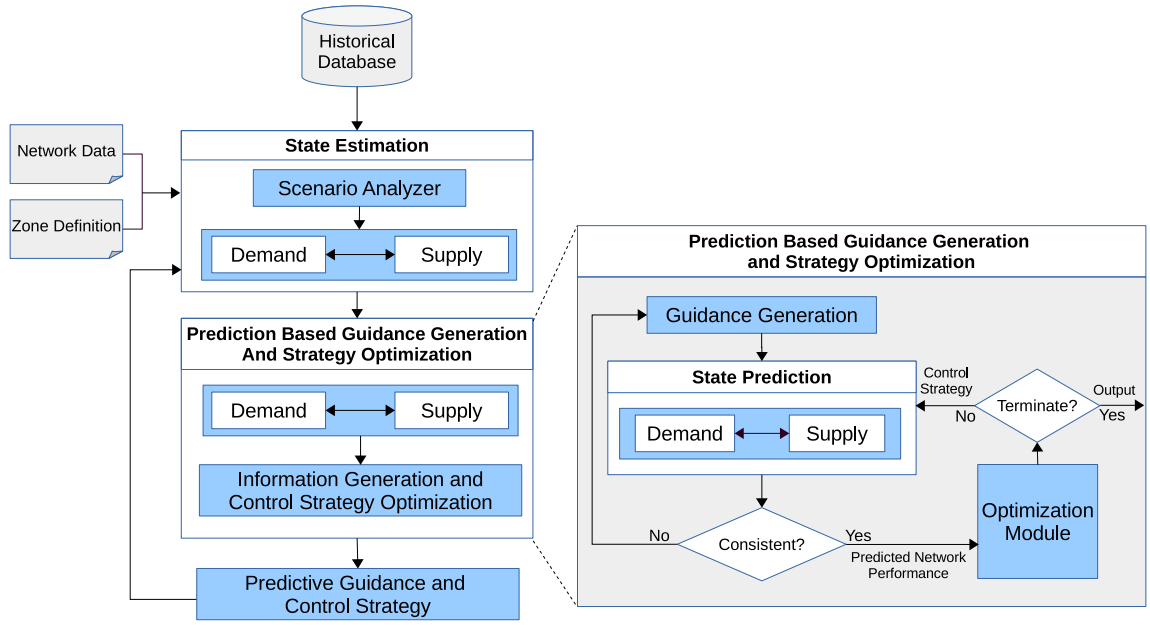 Historical
Database
Network Data
Zone Definition
State Estimation
Scenario Analyzer
Demand
Supply
Prediction Based Guidance Generation
And Strategy Optimization
Demand
Supply
Information Generation and
Control Strategy Optimization
Predictive Guidance and
Control Strategy
Prediction Based Guidance Generation
and Strategy Optimization
Guidance Generation
State Prediction
Demand
Supply
Control
Strategy
No
Terminate?
Output
Yes
Optimization
Module
No
Consistent?
Yes
Predicted Network
Performance